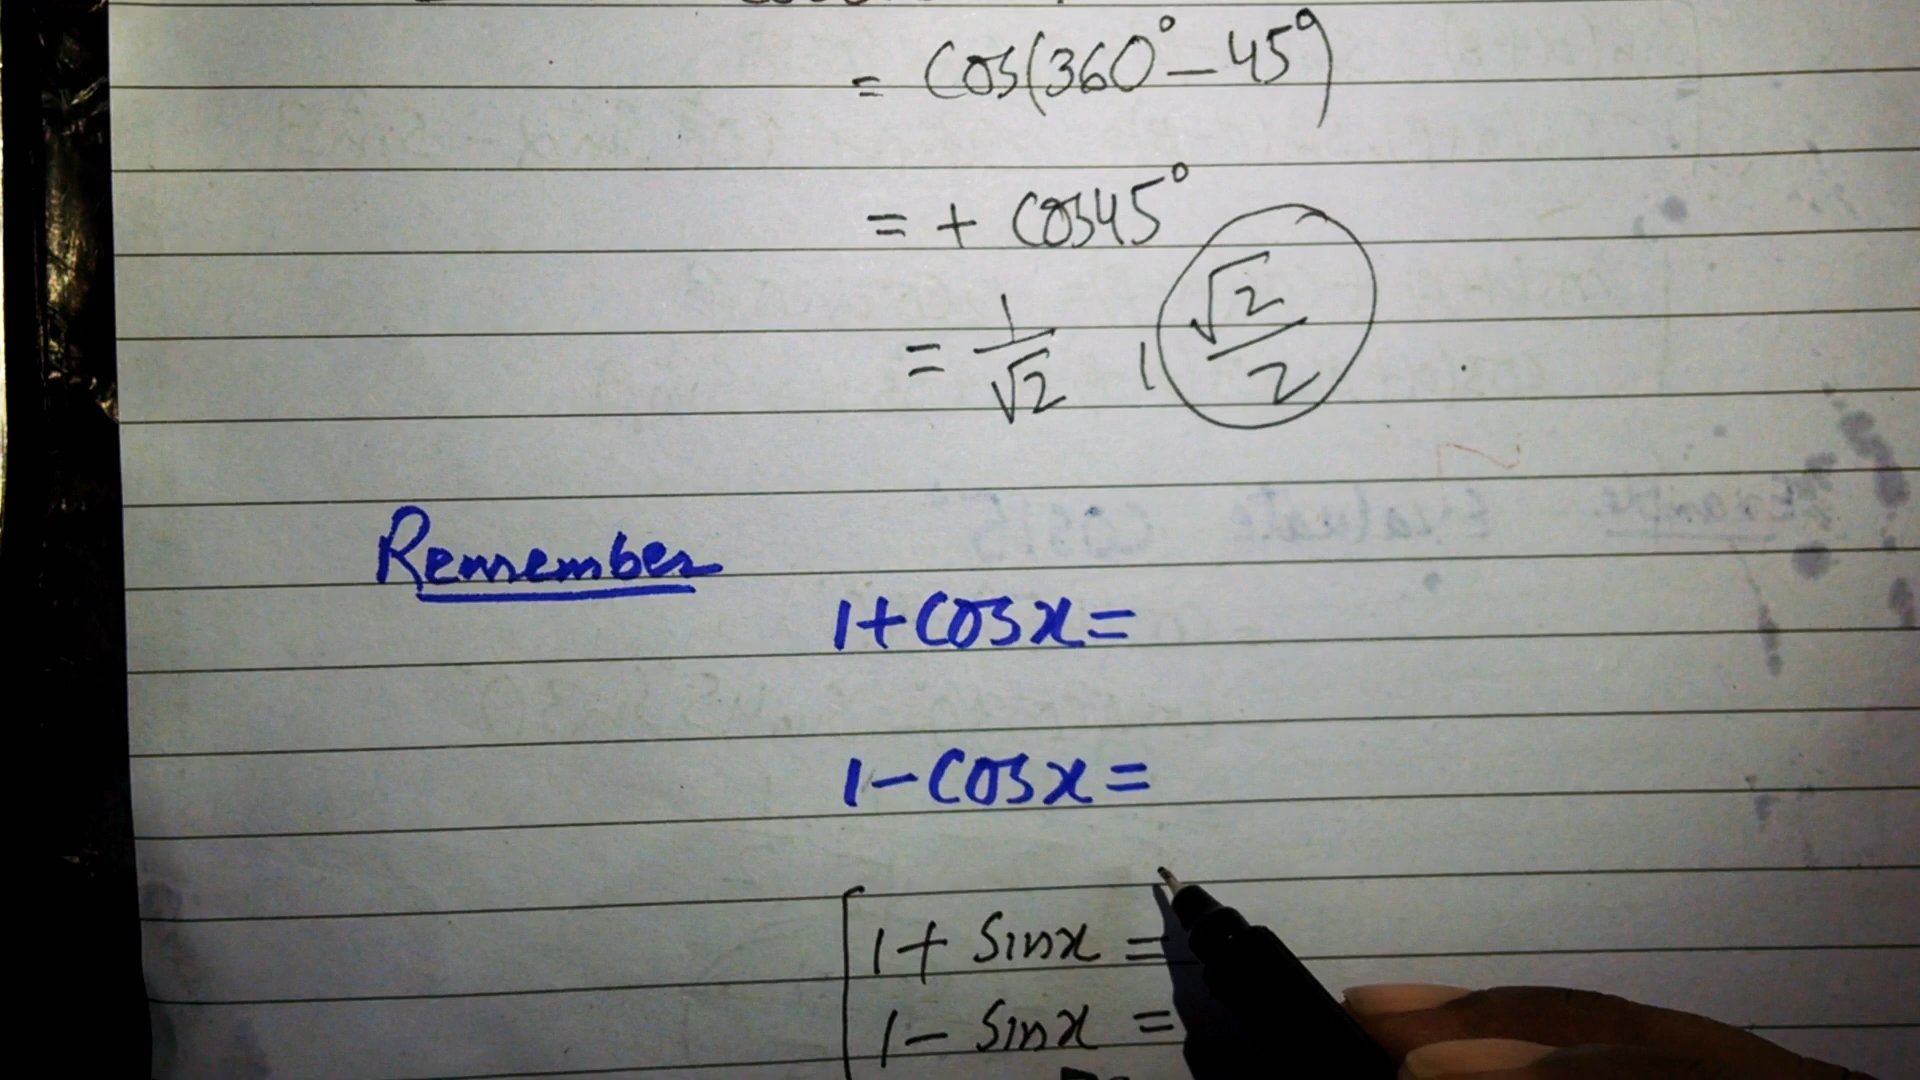 = Cos(360° - 45°)
= + Cos45°
= 1/√2 , √2/2
Remember
1+Cosx=
1-Cosx=
1+ Sinx =
1- Sinx =